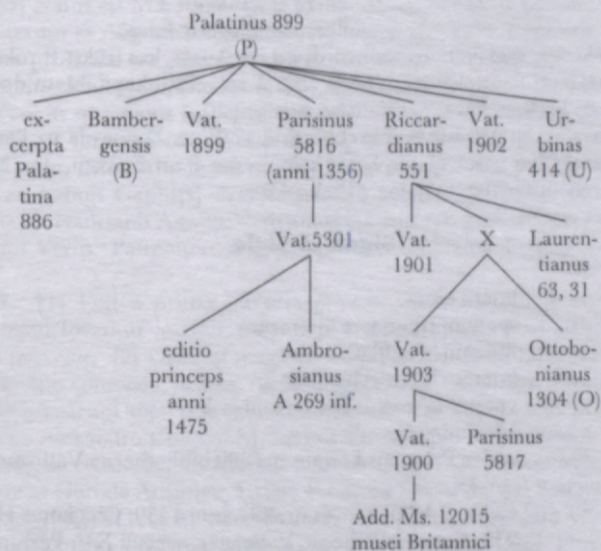 Palatinus 899
(P)
ex-
cerpta
Pala-
tina
886
Bamber-
gensis
(B)
Vat.
1899
Parisinus
5816
(anni 1356)
Riccar-
dianus
551
Vat.
1902
Ur-
binas
414 (U)
Vat.5301
Vat.
1901
X
Lauren-
tianus
63, 31
editio
princeps
anni
1475
Ambro-
sianus
A 269 inf.
Vat.
1903
Ottobo-
nianus
1304 (O)
Vat.
1900
Parisinus
5817
Add. Ms. 12015
musei Britannici